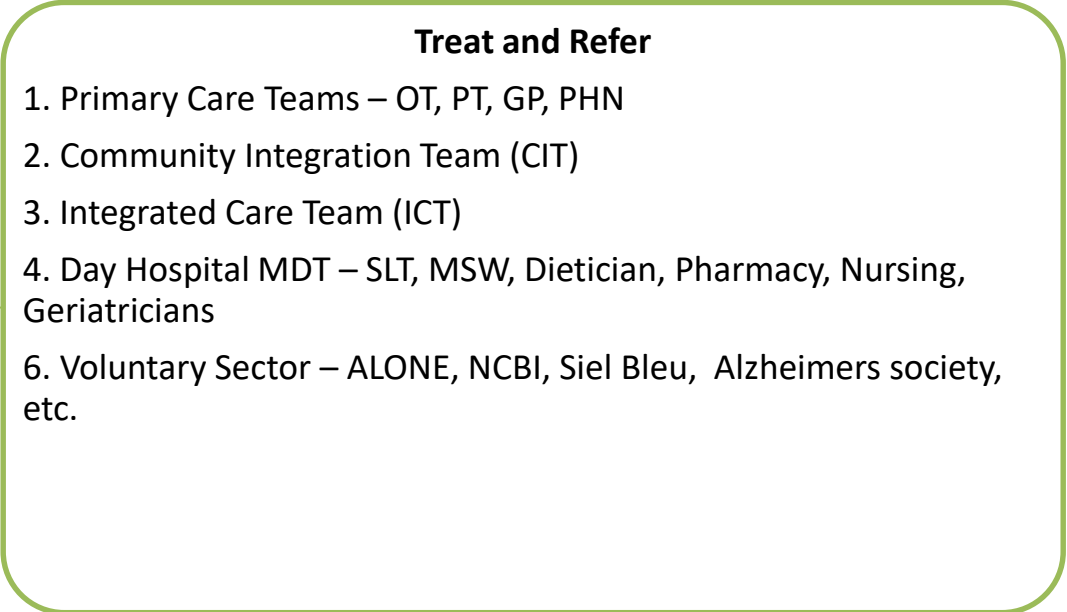 Treat and Refer
1. Primary Care Teams – OT, PT, GP, PHN
2. Community Integration Team (CIT)
3. Integrated Care Team (ICT)
4. Day Hospital MDT – SLT, MSW, Dietician, Pharmacy, Nursing,
Geriatricians
6. Voluntary Sector – ALONE, NCBI, Siel Bleu,  Alzheimers society,
etc.